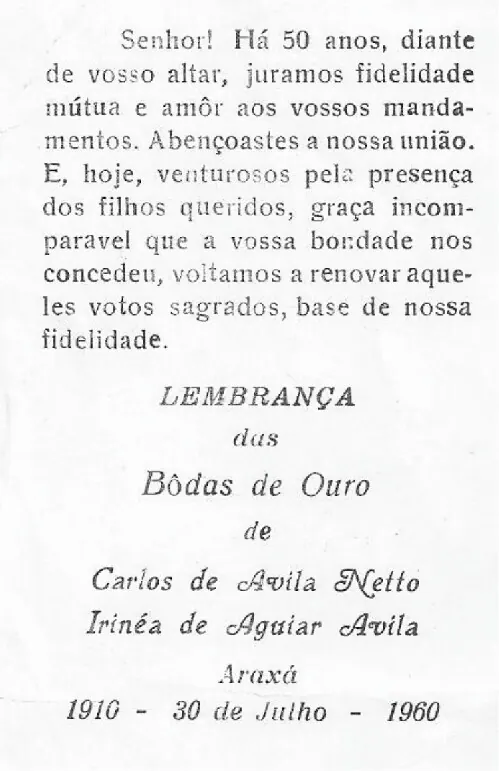 Senhor! Há 50 anos, diante
de vosso altar, juramos fidelidade
mútua e amôr aos vossos manda-
mentos. Abençoastes a nossa união.
E, hoje, venturosos pela presença
dos filhos queridos, graça incom-
paravel que a vossa bondade nos
concedeu, voltamos a renovar aque-
les votos sagrados, base de nossa
fidelidade.
LEMBRANÇA
das
Bôdas de Ouro
de
Carlos de Avila Netto
Irinéa de Aguiar Avila
Araxá
1910 - 30 de Julho - 1960